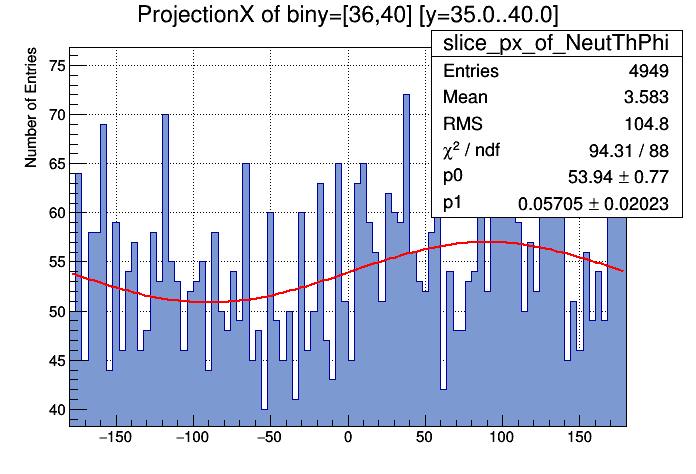 ProjectionX of biny=[36,40] [y=35.0..40.0]
slice_px_of_NeutThPhi
Entries 4949
Mean 3.583
RMS 104.8
χ² / ndf 94.31 / 88
p0 53.94 ± 0.77
p1 0.05705 ± 0.02023
Number of Entries
75
70
65
60
55
50
45
40
−150 −100 −50 0 50 100 150